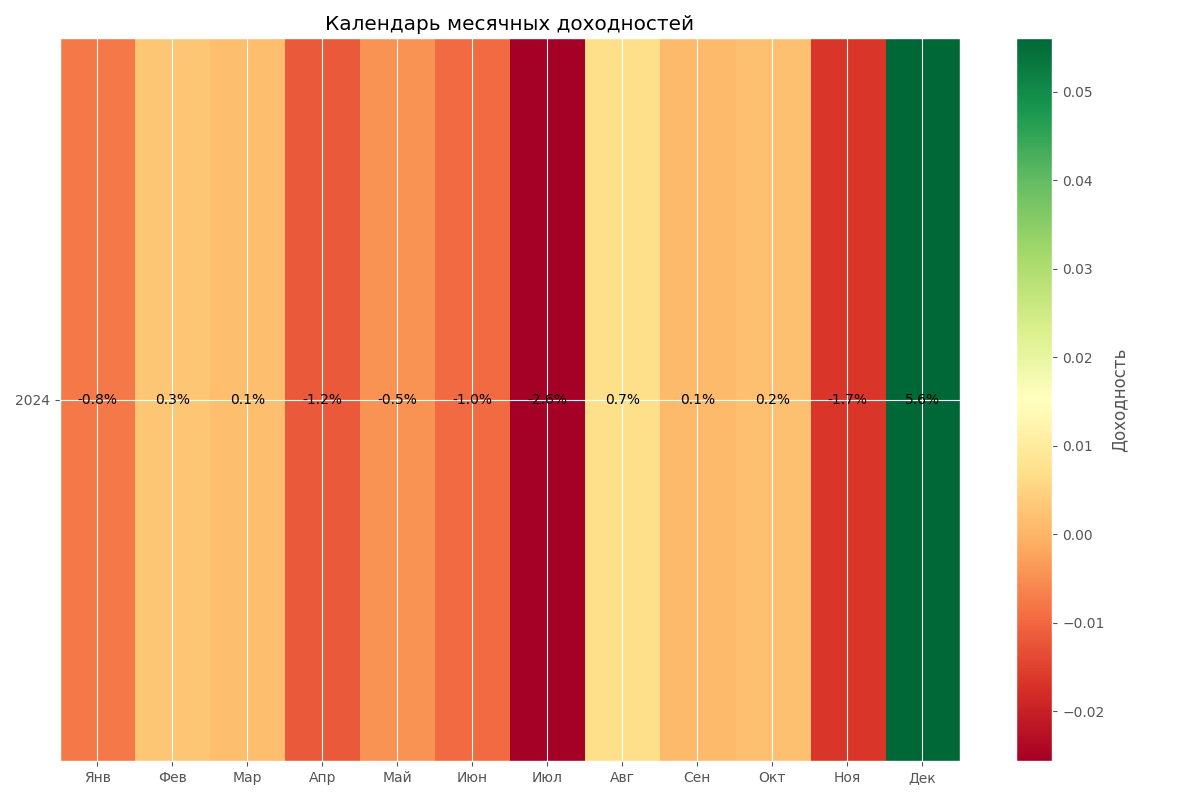 Календарь месячных доходностей
2024
-0.8% 0.3% 0.1% -1.2% -0.5% -1.0% -2.6% 0.7% 0.1% 0.2% -1.7% 5.6%
Янв Фев Мар Апр Май Июн Июл Авг Сен Окт Ноя Дек
0.05
0.04
0.03
0.02
0.01
0.00
−0.01
−0.02
Доходность